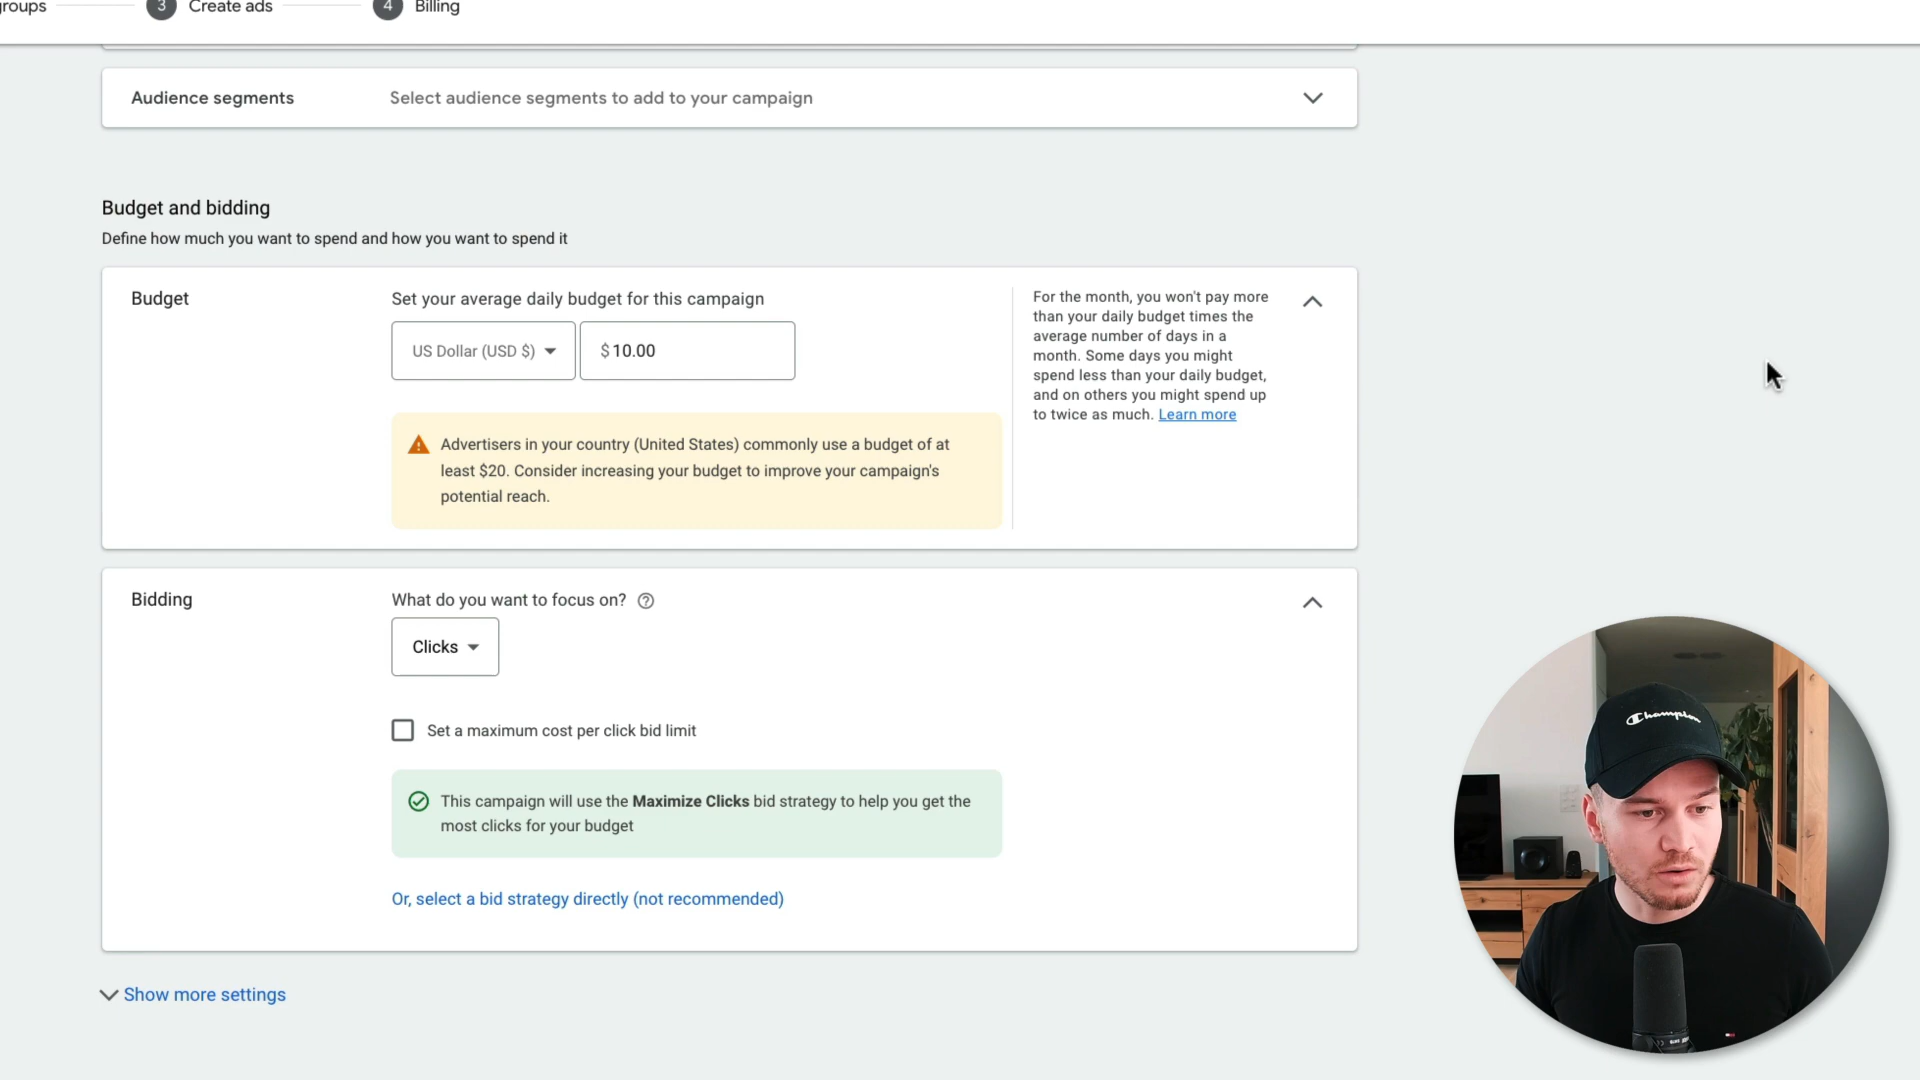 roups
3 Create ads
4 Billing
Audience segments
Select audience segments to add to your campaign
Budget and bidding
Define how much you want to spend and how you want to spend it
Budget
Set your average daily budget for this campaign
US Dollar (USD $)
$ 10.00
Advertisers in your country (United States) commonly use a budget of at
least $20. Consider increasing your budget to improve your campaign's
potential reach.
For the month, you won't pay more
than your daily budget times the
average number of days in a
month. Some days you might
spend less than your daily budget,
and on others you might spend up
to twice as much. Learn more
Bidding
What do you want to focus on?
Clicks
Set a maximum cost per click bid limit
This campaign will use the Maximize Clicks bid strategy to help you get the
most clicks for your budget
Or, select a bid strategy directly (not recommended)
Show more settings
Champion